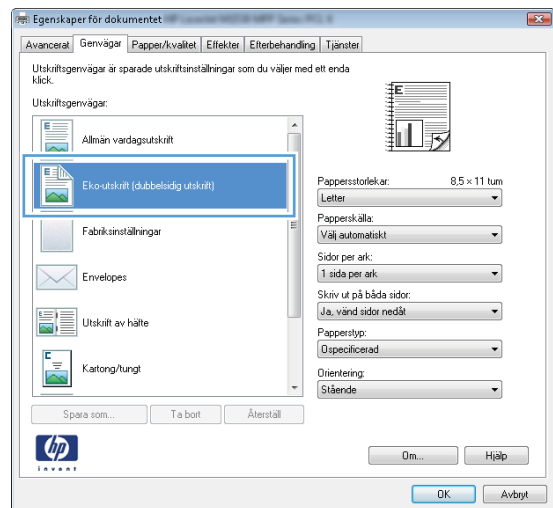 Egenskaper för dokumentet
Avancerat Genvägar Papper/kvalitet Effekter Efterbehandling Tjänster
Utskriftsgenvägar är sparade utskriftsinställningar som du väljer med ett enda
klick.
Utskriftsgenvägar:
Allmän vardagsutskrift
Eko-utskrift (dubbelsidig utskrift)
Fabriksinställningar
Envelopes
Utskrift av häfte
Kartong/tungt
Spara som... Ta bort Återställ
E
Pappersstorlekar: 8,5 × 11 tum
Letter
Papperskälla:
Välj automatiskt
Sidor per ark:
1 sida per ark
Skriv ut på båda sidor:
Ja, vänd sidor nedåt
Papperstyp:
Ospecificerad
Orientering:
Stående
hp
invent
Om... Hjälp
OK Avbryt